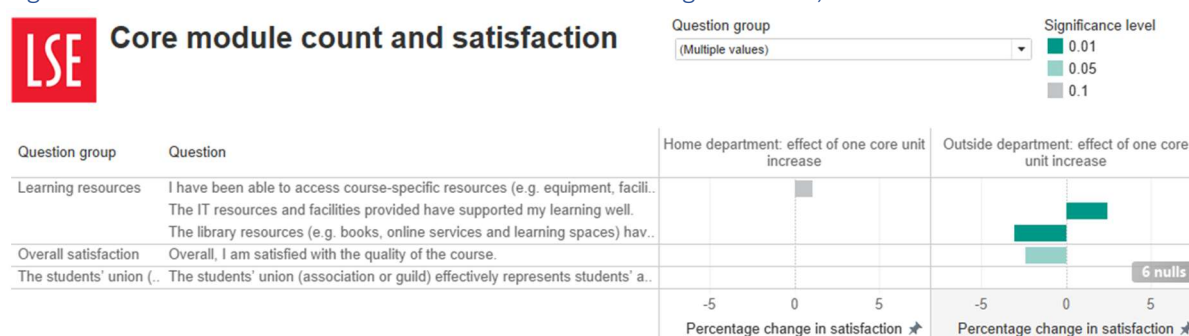 LSE
Core module count and satisfaction
Question group
(Multiple values)
Significance level
0.01
0.05
0.1
Question group Question Home department: effect of one core unit increase Outside department: effect of one core unit increase
Learning resources I have been able to access course-specific resources (e.g. equipment, facili..
The IT resources and facilities provided have supported my learning well.
The library resources (e.g. books, online services and learning spaces) hav..
Overall satisfaction Overall, I am satisfied with the quality of the course.
The students' union (.. The students' union (association or guild) effectively represents students' a..
6 nulls
-5 0 5 -5 0 5
Percentage change in satisfaction Percentage change in satisfaction